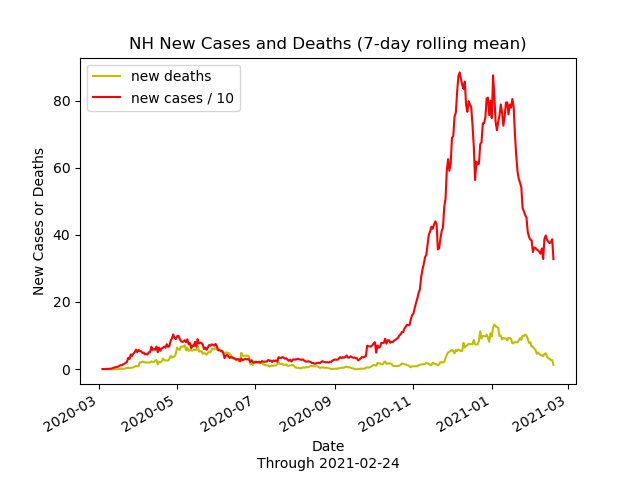 NH New Cases and Deaths (7-day rolling mean)
new deaths
new cases / 10
80
60
40
20
0
New Cases or Deaths
2020-03
2020-05
2020-07
2020-09
2020-11
2021-01
2021-03
Date
Through 2021-02-24